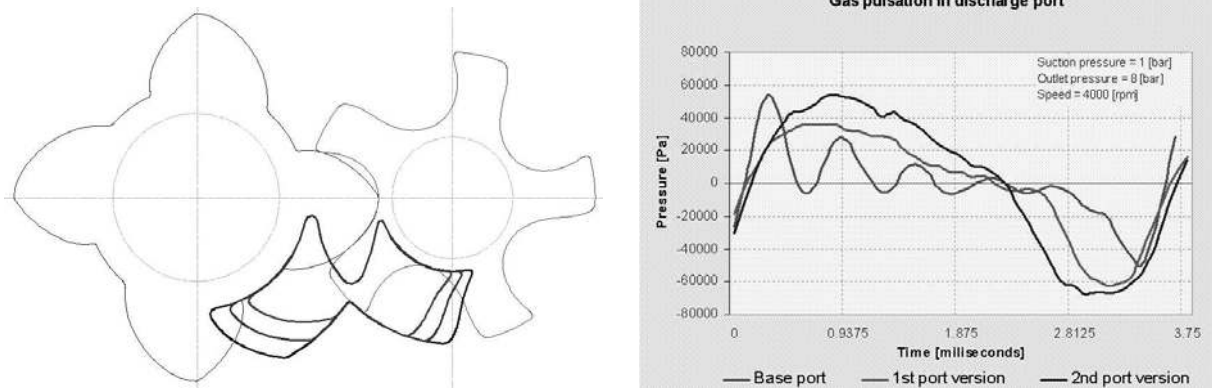 Gas pulsation in discharge port
Suction pressure = 1 [bar]
Outlet pressure = 8 [bar]
Speed = 4000 [rpm]
80000
60000
40000
20000
0
-20000
-40000
-60000
-80000
Pressure [Pa]
0 0.9375 1.875 2.8125 3.75
Time [miliseconds]
Base port 1st port version 2nd port version